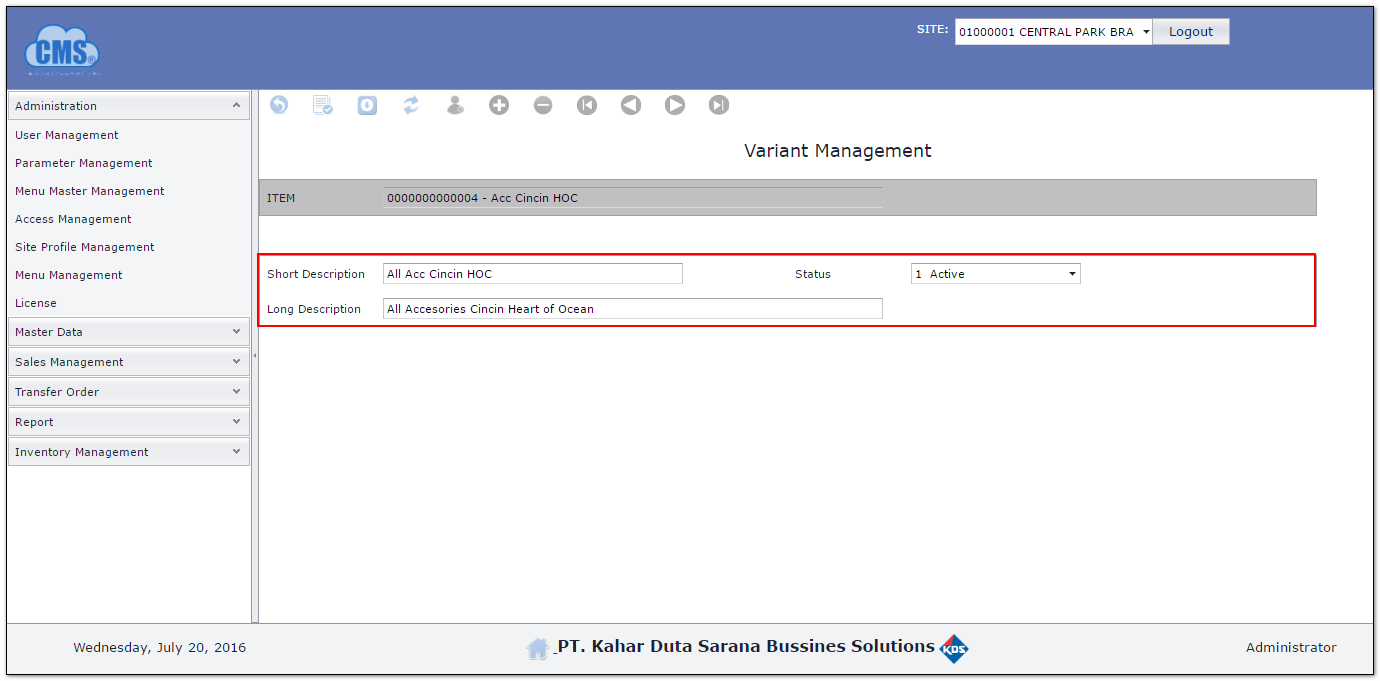 CMS®
SITE: 01000001 CENTRAL PARK BRA Logout
Administration
User Management
Parameter Management
Menu Master Management
Access Management
Site Profile Management
Menu Management
License
Master Data
Sales Management
Transfer Order
Report
Inventory Management
Variant Management
ITEM 0000000000004 - Acc Cincin HOC
Short Description All Acc Cincin HOC Status 1 Active
Long Description All Accesories Cincin Heart of Ocean
Wednesday, July 20, 2016
PT. Kahar Duta Sarana Bussines Solutions KDS
Administrator